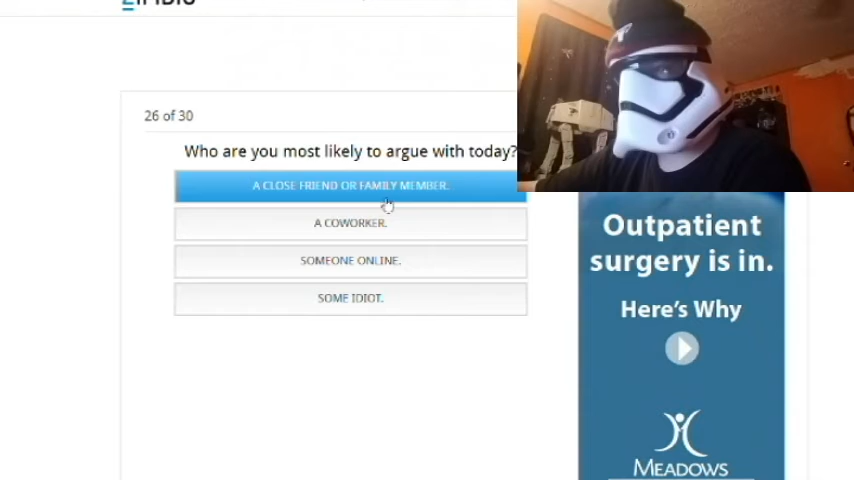 26 of 30
Who are you most likely to argue with today?
A CLOSE FRIEND OR FAMILY MEMBER.
A COWORKER.
SOMEONE ONLINE.
SOME IDIOT.
Outpatient
surgery is in.
Here's Why
MEADOWS